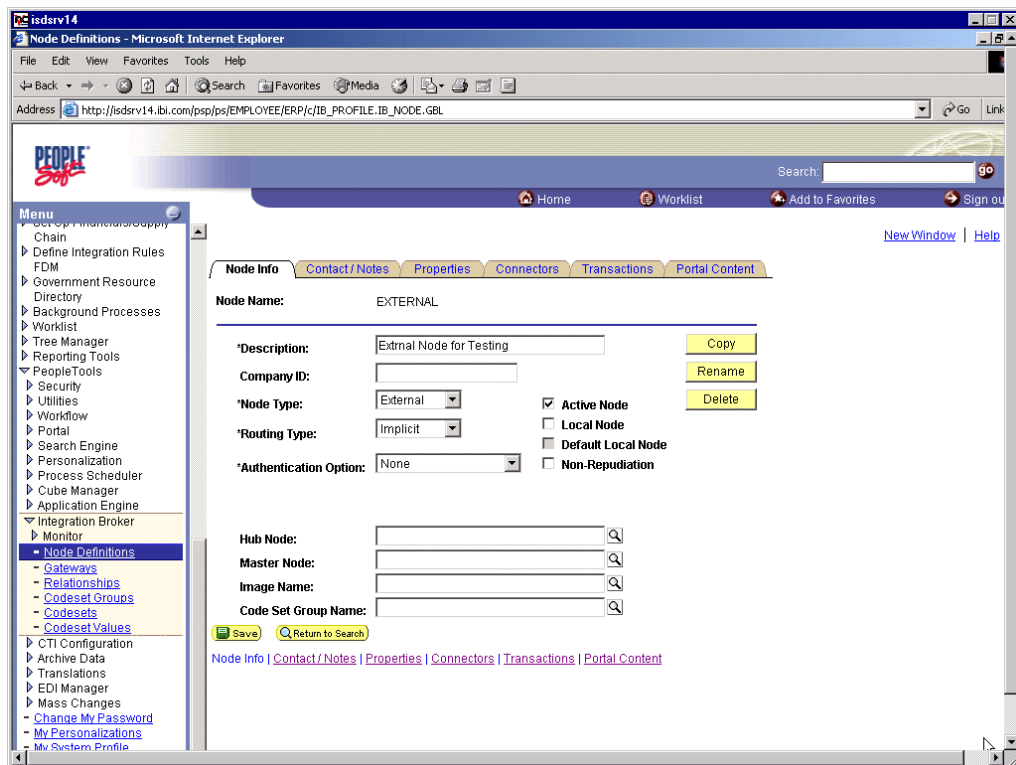 isdsrv14
Node Definitions - Microsoft Internet Explorer
File Edit View Favorites Tools Help
Back Search Favorites Media
Address http://isdsrv14.ibi.com/psp/ps/EMPLOYEE/ERP/c/IB_PROFILE.IB_NODE.GBL Go Link
PEOPLE
Soft
Search: go
Home Worklist Add to Favorites Sign ou
Menu
Set Up Financials/Supply
Chain
Define Integration Rules
FDM
Government Resource
Directory
Background Processes
Worklist
Tree Manager
Reporting Tools
PeopleTools
Security
Utilities
Workflow
Portal
Search Engine
Personalization
Process Scheduler
Cube Manager
Application Engine
Integration Broker
Monitor
Node Definitions
Gateways
Relationships
Codeset Groups
Codesets
Codeset Values
CTI Configuration
Archive Data
Translations
EDI Manager
Mass Changes
Change My Password
My Personalizations
My System Profile
New Window | Help
Node Info Contact / Notes Properties Connectors Transactions Portal Content
Node Name: EXTERNAL
*Description: Extrnal Node for Testing Copy
Company ID: Rename
*Node Type: External Active Node Delete
Local Node
*Routing Type: Implicit
Default Local Node
*Authentication Option: None Non-Repudiation
Hub Node:
Master Node:
Image Name:
Code Set Group Name:
Save Return to Search
Node Info | Contact / Notes | Properties | Connectors | Transactions | Portal Content